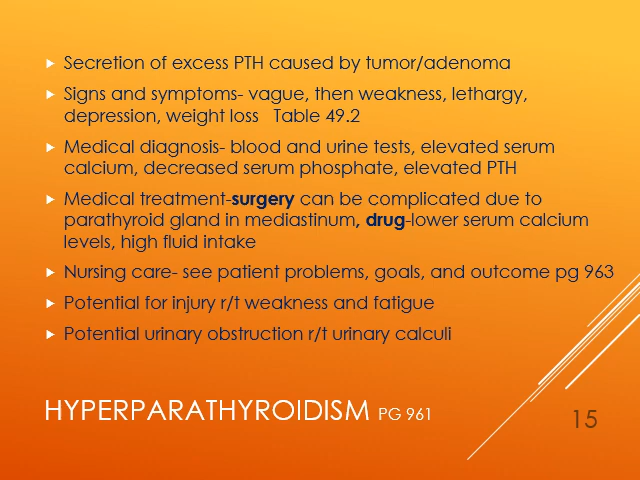 Secretion of excess PTH caused by tumor/adenoma
Signs and symptoms- vague, then weakness, lethargy,
depression, weight loss   Table 49.2
Medical diagnosis- blood and urine tests, elevated serum
calcium, decreased serum phosphate, elevated PTH
Medical treatment-surgery can be complicated due to
parathyroid gland in mediastinum, drug-lower serum calcium
levels, high fluid intake
Nursing care- see patient problems, goals, and outcome pg 963
Potential for injury r/t weakness and fatigue
Potential urinary obstruction r/t urinary calculi
HYPERPARATHYROIDISM PG 961
15